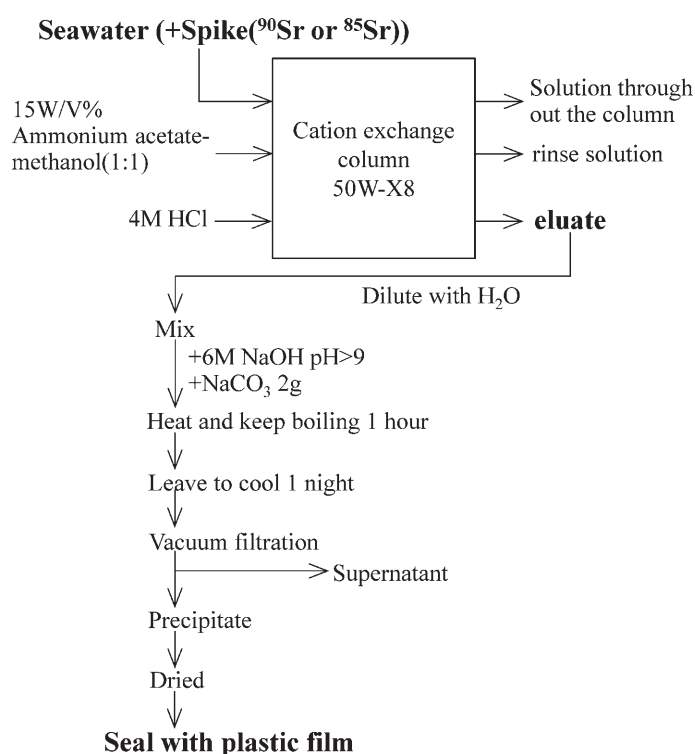 Seawater (+Spike(⁹⁰Sr or ⁸⁵Sr))
15W/V%
Ammonium acetate-
methanol(1:1)
4M HCl
Cation exchange
column
50W-X8
Solution through
out the column
rinse solution
eluate
Dilute with H₂O
Mix
+6M NaOH pH>9
+NaCO₃ 2g
Heat and keep boiling 1 hour
Leave to cool 1 night
Vacuum filtration
Supernatant
Precipitate
Dried
Seal with plastic film